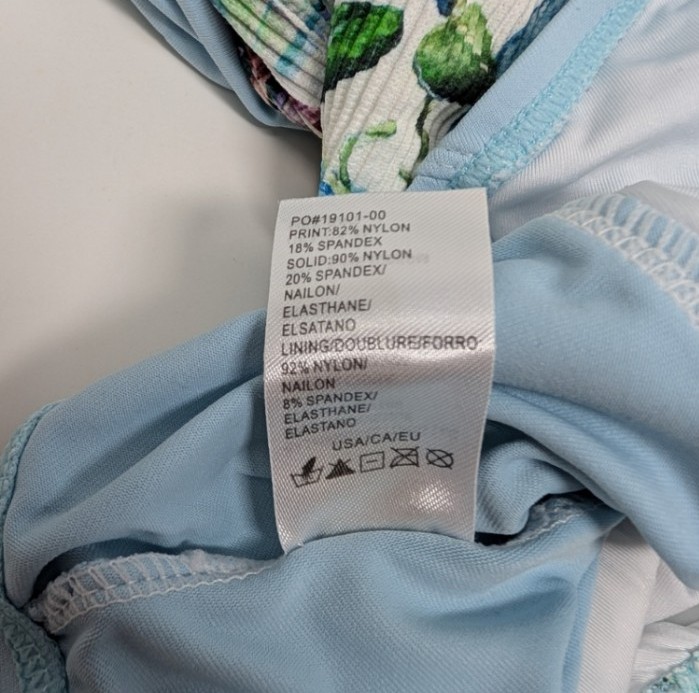 PO#19101-00
PRINT:82% NYLON
18% SPANDEX
SOLID:90% NYLON
20% SPANDEX/
NAILON/
ELASTHANE/
ELSATANO
LINING/DOUBLURE/FORRO:
92% NYLON/
NAILON
8% SPANDEX/
ELASTHANE/
ELASTANO
USA/CA/EU